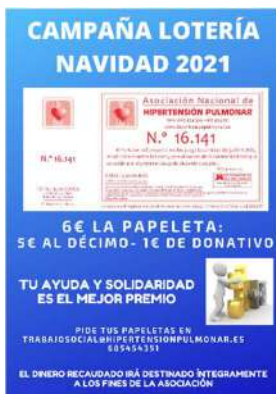 CAMPAÑA LOTERÍA
NAVIDAD 2021
Asociación Nacional de
HIPERTENSIÓN PULMONAR
N.º 16.141
N.º 16.141
6€ LA PAPELETA:
5€ AL DÉCIMO- 1€ DE DONATIVO
TU AYUDA Y SOLIDARIDAD
ES EL MEJOR PREMIO
PIDE TUS PAPELETAS EN
TRABAJOSOCIAL@HIPERTENSIONPULMONAR.ES
685454351
EL DINERO RECAUDADO IRÁ DESTINADO ÍNTEGRAMENTE
A LOS FINES DE LA ASOCIACIÓN